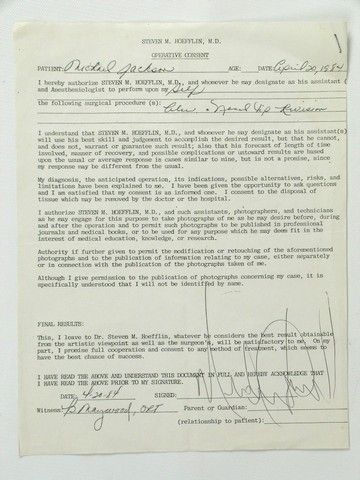 STEVEN M. HOEFFLIN, M.D.
OPERATIVE CONSENT
PATIENT: Michael Jackson AGE: DATE: April 20, 1984
I hereby authorize STEVEN M. HOEFFLIN, M.D., and whomever he may designate as his assistant (
and Anesthesiologist to perform upon my Self
the following surgical procedure(s):
I understand that STEVEN M. HOEFFLIN, M.D., and whoever he may designate as his assistant(s)
will use his best skill and judgment to accomplish the desired result, but that he cannot,
and does not, warrant or guarantee such result; also that his forecast of length of time
involved, manner of recovery, and possible complications or untoward results are based
upon the usual or average response in cases similar to mine, but is not a promise, since
my response may be different from the usual.
My diagnosis, the anticipated operation, its indications, possible alternatives, risks, and
limitations have been explained to me. I have been given the opportunity to ask questions
and I am satisfied that my consent is an informed one. I consent to the disposal of
tissue which may be removed by the doctor or the hospital.
I authorize STEVEN M. HOEFFLIN, M.D., and such assistants, photographers, and technicians
as he may engage for this purpose to take photographs of me as he may desire before, during
and after the operation and to permit such photographs to be published in professional
journals and medical books, or to be used for any purpose which he may deem fit in the
interest of medical education, knowledge, or research.
Authority if further given to permit the modification or retouching of the aforementioned
photographs and to the publication of information relating to my case, either separately
or in connection with the publication of the photographs taken of me.
Although I give permission to the publication of photographs concerning my case, it is
specifically understood that I will not be identified by name.
FINAL RESULTS:
This, I leave to Dr. Steven M. Hoefflin, whatever he considers the best result obtainable
from the artistic viewpoint as well as the surgeon's, will be satisfactory to me. On my
part, I promise full cooperation and consent to any method of treatment, which seems to
have the best chance of success.
I HAVE READ THE ABOVE AND UNDERSTAND THIS DOCUMENT IN FULL AND HEREBY ACKNOWLEDGE THAT
I HAVE READ THE ABOVE PRIOR TO MY SIGNATURE.
DATE: 4-20-84 SIGNED:
Witness: B Maywood, ORT Parent or Guardian:
(relationship to patient):